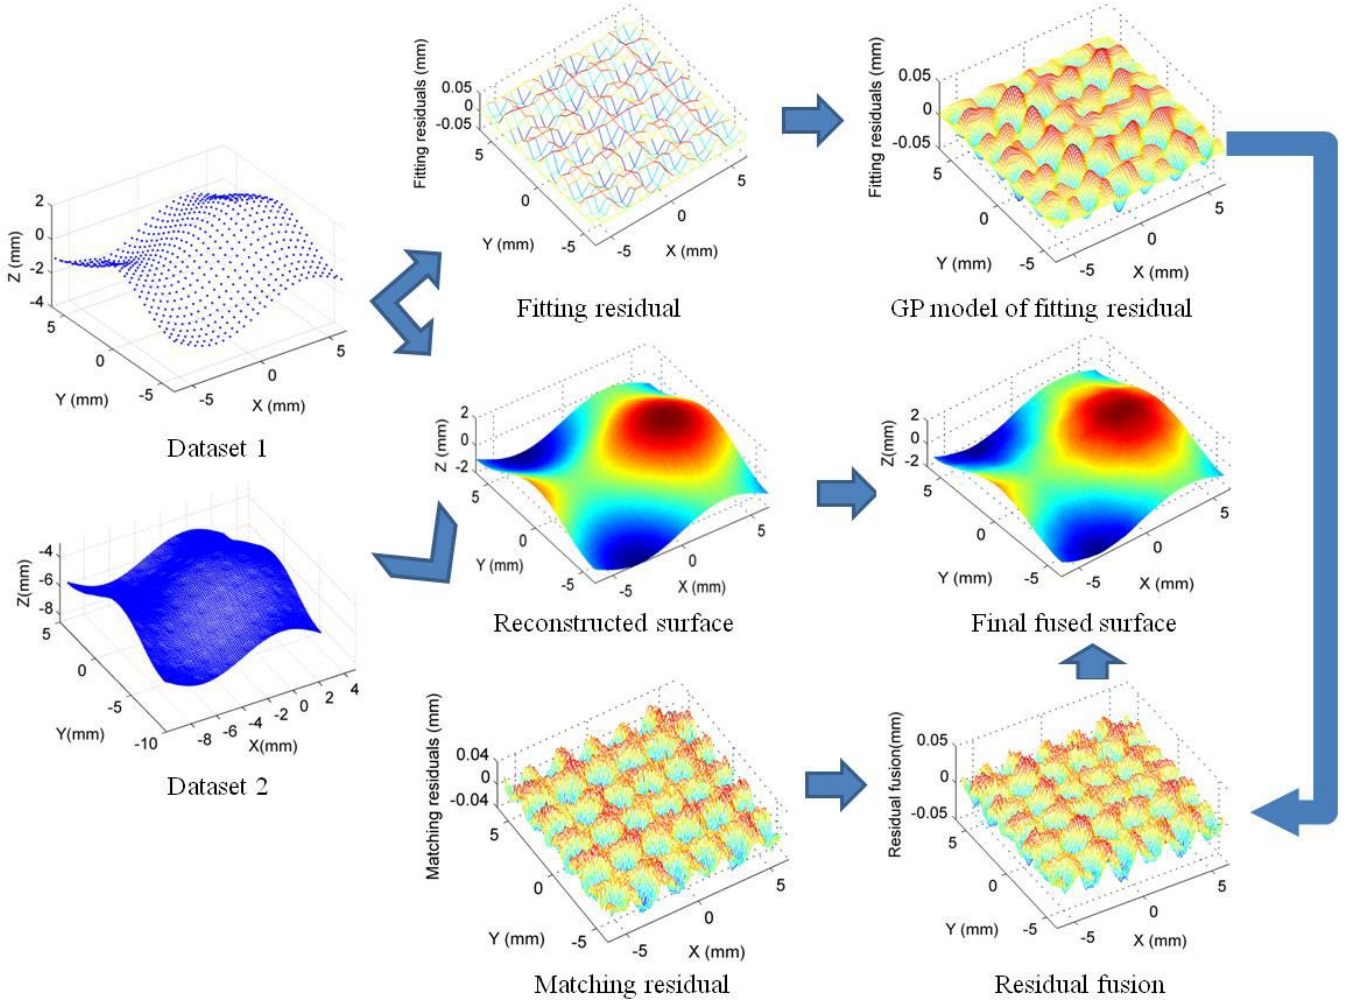 Fitting residuals (mm)
0.05
0
-0.05
5
0
-5
Y (mm)
-5
0
5
X (mm)
Fitting residual
Fitting residuals (mm)
0.05
0
-0.05
5
0
-5
Y (mm)
-5
0
5
X (mm)
GP model of fitting residual
Z (mm)
2
0
-2
-4
5
0
-5
Y (mm)
-5
0
5
X (mm)
Dataset 1
Z (mm)
2
0
-2
5
0
-5
Y (mm)
-5
0
5
X (mm)
Reconstructed surface
Z(mm)
2
0
-2
5
0
-5
Y (mm)
-5
0
5
X (mm)
Final fused surface
Z(mm)
-4
-6
-8
5
0
-5
-10
Y(mm)
-8
-6
-4
-2
0
2
4
X(mm)
Dataset 2
Matching residuals (mm)
0.04
0
-0.04
5
0
-5
Y (mm)
-5
0
5
X (mm)
Matching residual
Residual fusion(mm)
0.05
0
-0.05
5
0
-5
Y (mm)
-5
0
5
X (mm)
Residual fusion